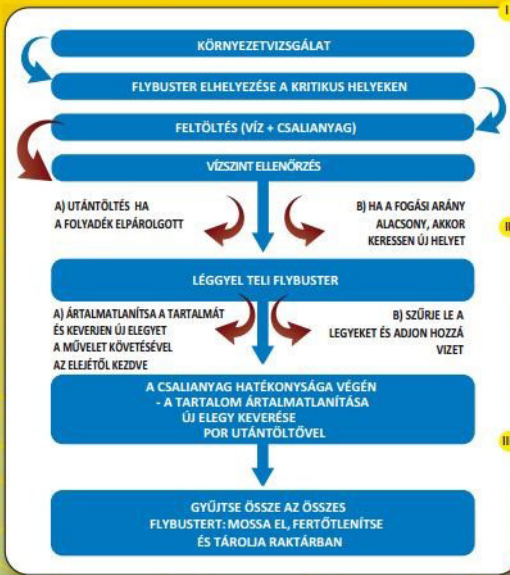 KÖRNYEZETVIZSGÁLAT
FLYBUSTER ELHELYEZÉSE A KRITIKUS HELYEKEN
FELTÖLTÉS (VÍZ + CSALIANYAG)
VÍZSZINT ELLENŐRZÉS
A) UTÁNTÖLTÉS HA
A FOLYADÉK ELPÁROLGOTT
B) HA A FOGÁSI ARÁNY
ALACSONY, AKKOR
KERESSEN ÚJ HELYET
LÉGGYEL TELI FLYBUSTER
A) ÁRTALMATLANÍTSA A TARTALMÁT
ÉS KEVERJEN ÚJ ELEGYET
A MŰVELET KÖVETÉSÉVEL
AZ ELEJÉTŐL KEZDVE
B) SZŰRJE LE A
LEGYEKET ÉS ADJON HOZZÁ
VIZET
A CSALIANYAG HATÉKONYSÁGA VÉGÉN
- A TARTALOM ÁRTALMATLANÍTÁSA
ÚJ ELEGY KEVERÉSE
POR UTÁNTÖLTŐVEL
GYŰJTSE ÖSSZE AZ ÖSSZES
FLYBUSTERT: MOSSA EL, FERTŐTLENÍTSE
ÉS TÁROLJA RAKTÁRBAN
I
II
III